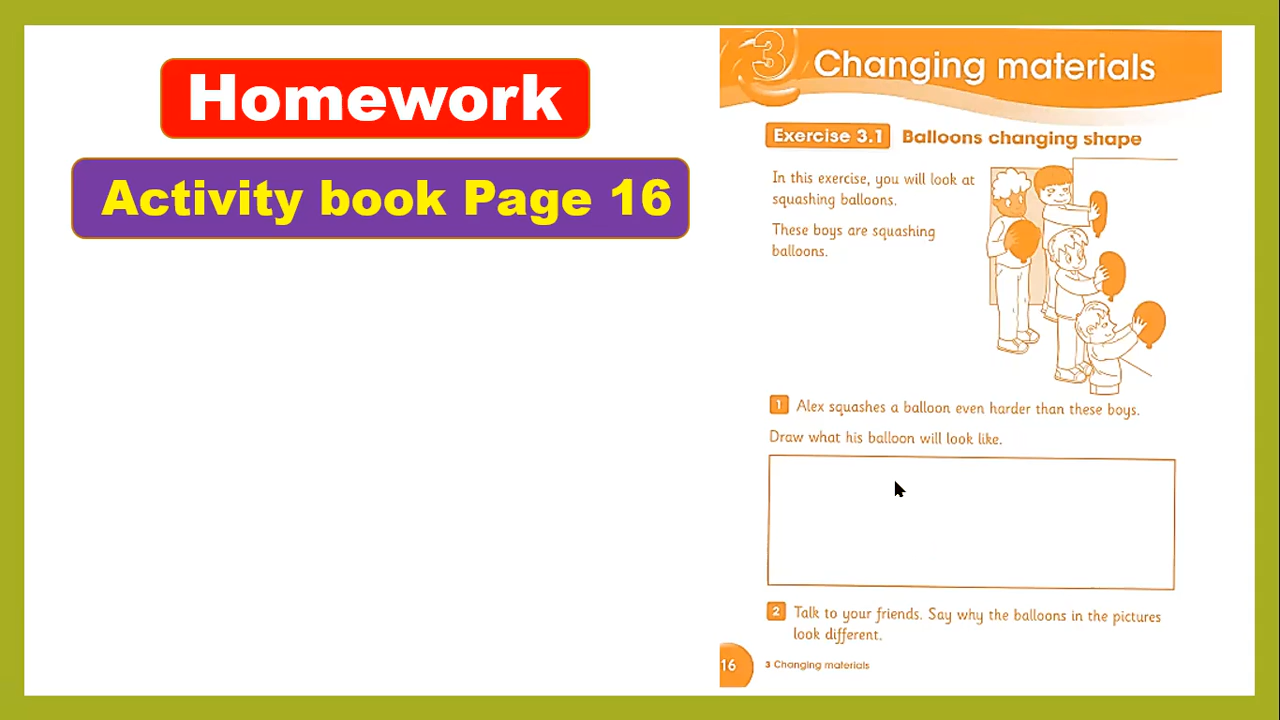 Homework
Activity book Page 16
3
Changing materials
Exercise 3.1 Balloons changing shape
In this exercise, you will look at
squashing balloons.
These boys are squashing
balloons.
1 Alex squashes a balloon even harder than these boys.
Draw what his balloon will look like.
2 Talk to your friends. Say why the balloons in the pictures
look different.
16 3 Changing materials